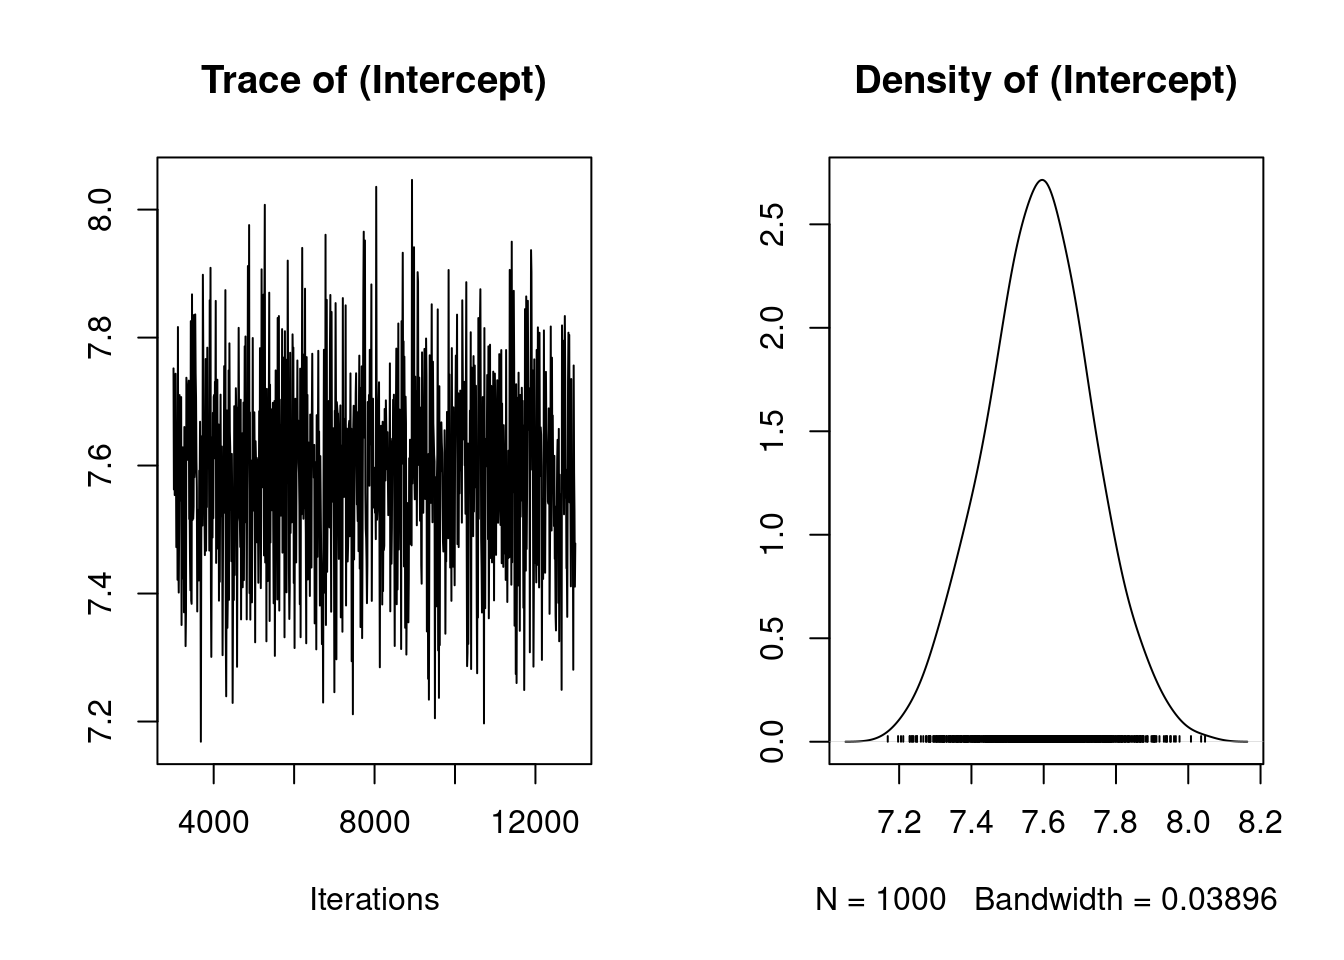 Trace of (Intercept)
8.0
7.8
7.6
7.4
7.2
4000 8000 12000
Iterations
Density of (Intercept)
2.5
2.0
1.5
1.0
0.5
0.0
7.2 7.4 7.6 7.8 8.0 8.2
N = 1000 Bandwidth = 0.03896